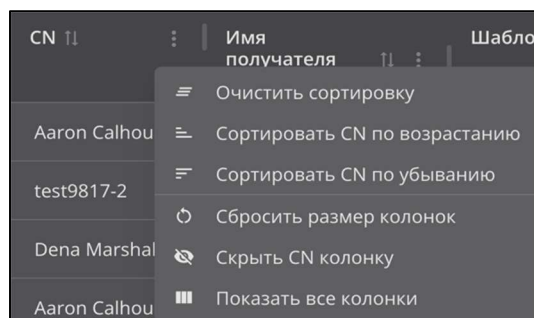 CN
Имя
получателя
Шабло
Очистить сортировку
Aaron Calhou
Сортировать CN по возрастанию
Сортировать CN по убыванию
test9817-2
Сбросить размер колонок
Dena Marshal
Скрыть CN колонку
Показать все колонки
Aaron Calhou